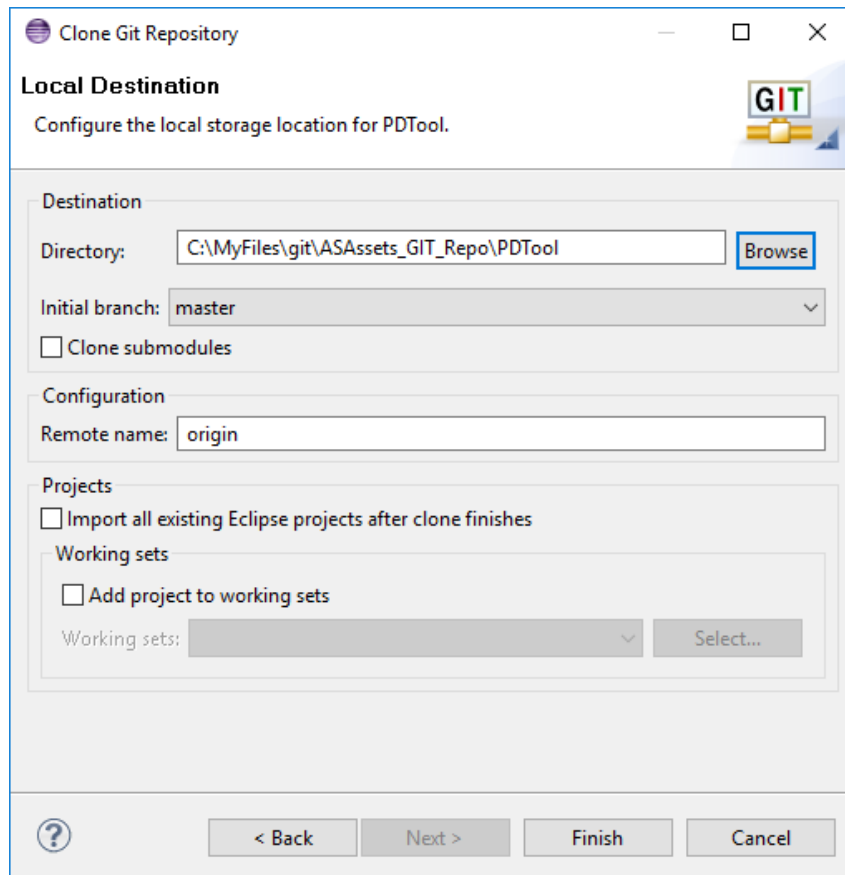 Clone Git Repository
Local Destination
GIT
Configure the local storage location for PDTool.
Destination
Directory: C:\MyFiles\git\ASAssets_GIT_Repo\PDTool Browse
Initial branch: master
Clone submodules
Configuration
Remote name: origin
Projects
Import all existing Eclipse projects after clone finishes
Working sets
Add project to working sets
Working sets: Select...
? < Back Next > Finish Cancel